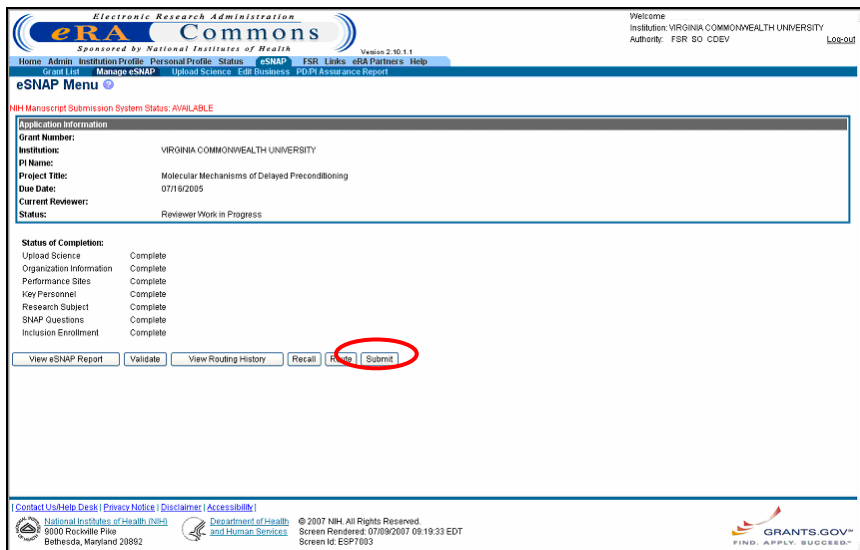 Electronic Research Administration
eRA Commons
Sponsored by National Institutes of Health
Version 2.10.1.1
Welcome
Institution: VIRGINIA COMMONWEALTH UNIVERSITY
Authority: FSR SO CDEV
Log-out
Home Admin Institution Profile Personal Profile Status eSNAP FSR Links eRA Partners Help
Grant List Manage eSNAP Upload Science Edit Business PD/PI Assurance Report
eSNAP Menu ?
NIH Manuscript Submission System Status: AVAILABLE
Application Information
Grant Number:
Institution: VIRGINIA COMMONWEALTH UNIVERSITY
PI Name:
Project Title: Molecular Mechanisms of Delayed Preconditioning
Due Date: 07/16/2005
Current Reviewer:
Status: Reviewer Work in Progress
Status of Completion:
Upload Science Complete
Organization Information Complete
Performance Sites Complete
Key Personnel Complete
Research Subject Complete
SNAP Questions Complete
Inclusion Enrollment Complete
View eSNAP Report Validate View Routing History Recall Route Submit
[ Contact Us/Help Desk | Privacy Notice | Disclaimer | Accessibility ]
National Institutes of Health (NIH)
9000 Rockville Pike
Bethesda, Maryland 20892
Department of Health
and Human Services
© 2007 NIH. All Rights Reserved.
Screen Rendered: 07/09/2007 09:19:33 EDT
Screen Id: ESP7003
GRANTS.GOV℠
FIND. APPLY. SUCCEED.℠